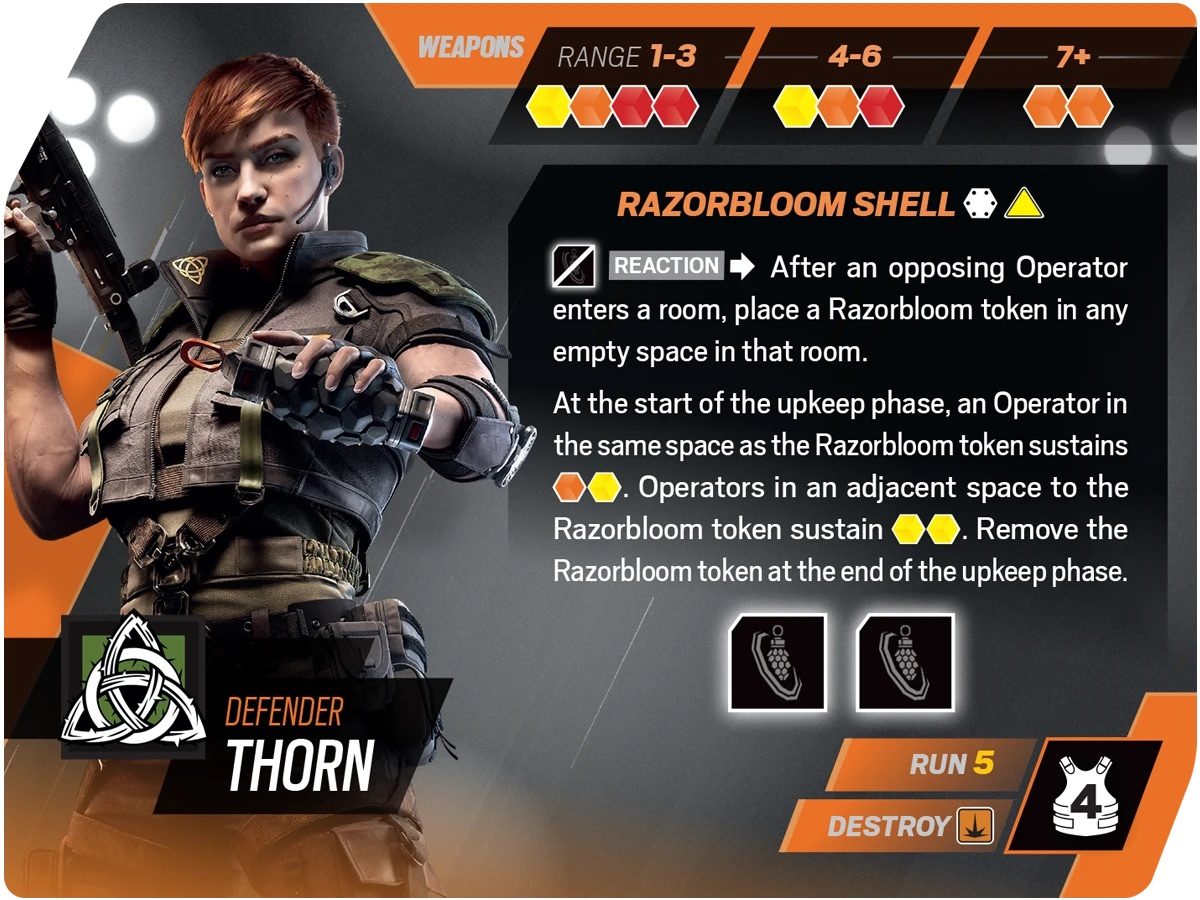 WEAPONS RANGE 1-3 4-6 7+
RAZORBLOOM SHELL
REACTION After an opposing Operator
enters a room, place a Razorbloom token in any
empty space in that room.
At the start of the upkeep phase, an Operator in
the same space as the Razorbloom token sustains
. Operators in an adjacent space to the
Razorbloom token sustain . Remove the
Razorbloom token at the end of the upkeep phase.
DEFENDER
THORN
RUN 5
DESTROY
4